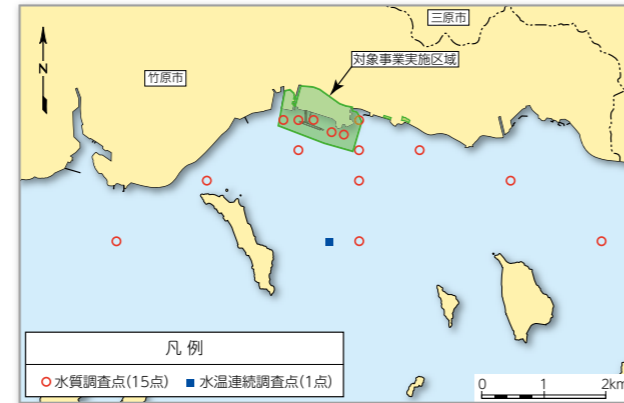 三原市
対象事業実施区域
竹原市
N
凡 例
水質調査点(15点) 水温連続調査点(1点)
0 1 2km